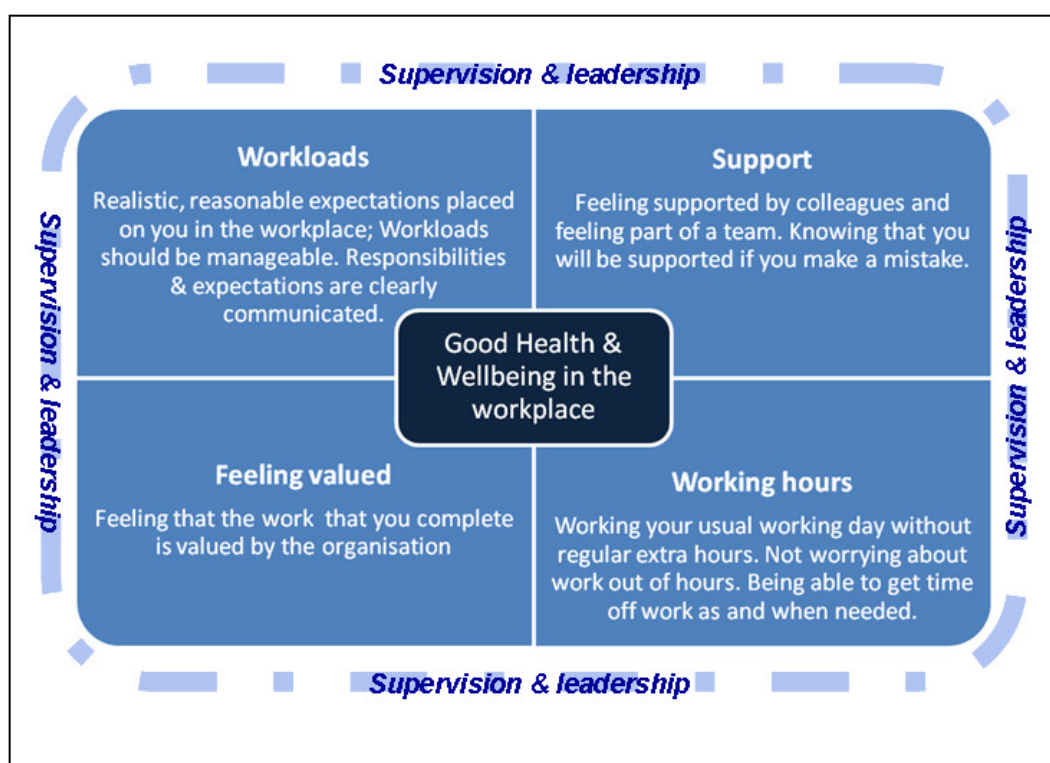 Supervision & leadership
Supervision & leadership
Workloads
Realistic, reasonable expectations placed
on you in the workplace; Workloads
should be manageable. Responsibilities
& expectations are clearly
communicated.
Support
Feeling supported by colleagues and
feeling part of a team. Knowing that you
will be supported if you make a mistake.
Supervision & leadership
Good Health &
Wellbeing in the
workplace
Feeling valued
Feeling that the work that you complete
is valued by the organisation
Working hours
Working your usual working day without
regular extra hours. Not worrying about
work out of hours. Being able to get time
off work as and when needed.
Supervision & leadership